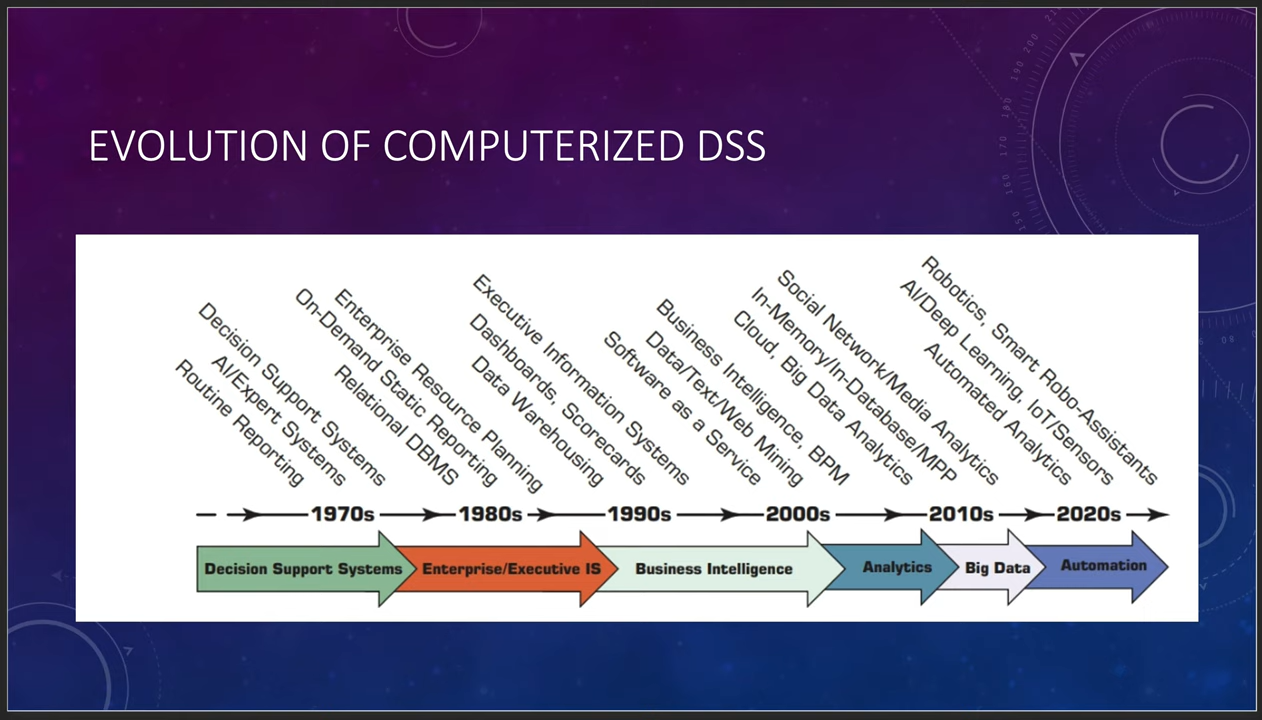 EVOLUTION OF COMPUTERIZED DSS
Decision Support Systems
AI/Expert Systems
Routine Reporting
Enterprise Resource Planning
On-Demand Static Reporting
Relational DBMS
Executive Information Systems
Dashboards, Scorecards
Data Warehousing
Business Intelligence, BPM
Data/Text/Web Mining
Software as a Service
Social Network/Media Analytics
In-Memory/In-Database/MPP
Cloud, Big Data Analytics
Robotics, Smart Robo-Assistants
AI/Deep Learning, IoT/Sensors
Automated Analytics
1970s 1980s 1990s 2000s 2010s 2020s
Decision Support Systems Enterprise/Executive IS Business Intelligence Analytics Big Data Automation